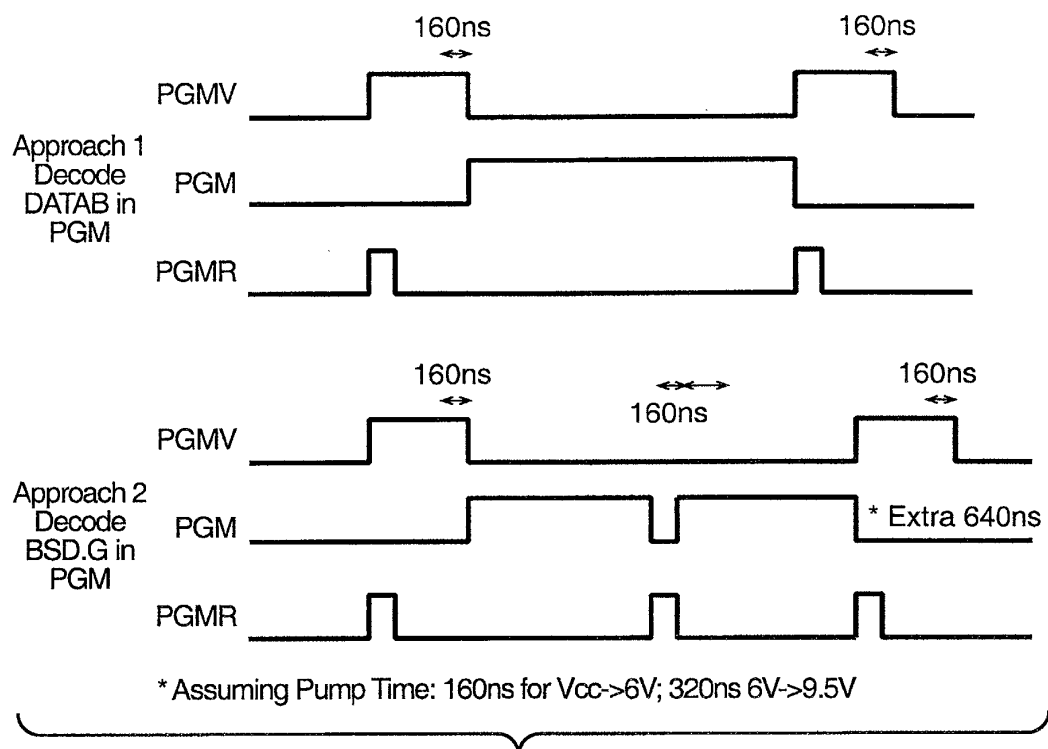 160ns
160ns
PGMV
Approach 1
Decode
DATAB in
PGM
PGM
PGMR
160ns
160ns
160ns
PGMV
Approach 2
Decode
BSD.G in
PGM
PGM
* Extra 640ns
PGMR
* Assuming Pump Time: 160ns for Vcc->6V; 320ns 6V->9.5V